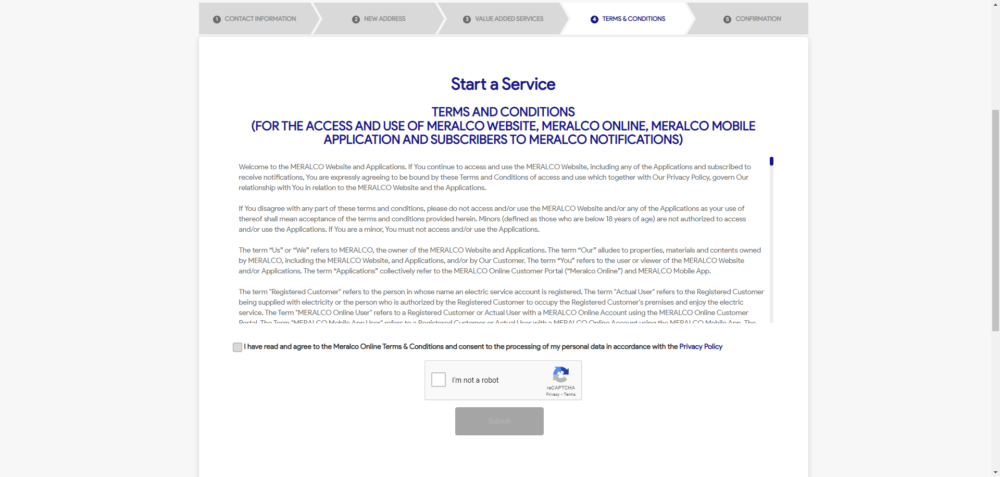 1 CONTACT INFORMATION 2 NEW ADDRESS 3 VALUE ADDED SERVICES 4 TERMS & CONDITIONS 5 CONFIRMATION
Start a Service
TERMS AND CONDITIONS
(FOR THE ACCESS AND USE OF MERALCO WEBSITE, MERALCO ONLINE, MERALCO MOBILE
APPLICATION AND SUBSCRIBERS TO MERALCO NOTIFICATIONS)
Welcome to the MERALCO Website and Applications. If You continue to access and use the MERALCO Website, including any of the Applications and subscribed to
receive notifications, You are expressly agreeing to be bound by these Terms and Conditions of access and use which together with Our Privacy Policy, govern Our
relationship with You in relation to the MERALCO Website and the Applications.
If You disagree with any part of these terms and conditions, please do not access and/or use the MERALCO Website and/or any of the Applications as your use of
thereof shall mean acceptance of the terms and conditions provided herein. Minors (defined as those who are below 18 years of age) are not authorized to access
and/or use the Applications. If You are a minor, You must not access and/or use the Applications.
The term “Us” or “We” refers to MERALCO, the owner of the MERALCO Website and Applications. The term “Our” alludes to properties, materials and contents owned
by MERALCO, including the MERALCO Website, and Applications, and/or by Our Customer. The term “You” refers to the user or viewer of the MERALCO Website
and/or Applications. The term “Applications” collectively refer to the MERALCO Online Customer Portal (“Meralco Online”) and MERALCO Mobile App.
The term "Registered Customer" refers to the person in whose name an electric service account is registered. The term "Actual User" refers to the Registered Customer
being supplied with electricity or the person who is authorized by the Registered Customer to occupy the Registered Customer's premises and enjoy the electric
service. The Term "MERALCO Online User" refers to a Registered Customer or Actual User with a MERALCO Online Account using the MERALCO Online Customer
Portal. The Term "MERALCO Mobile App User" refers to a Registered Customer or Actual User with a MERALCO Online Account using the MERALCO Mobile App. The
I have read and agree to the Meralco Online Terms & Conditions and consent to the processing of my personal data in accordance with the Privacy Policy
I'm not a robot
reCAPTCHA
Privacy - Terms
Submit